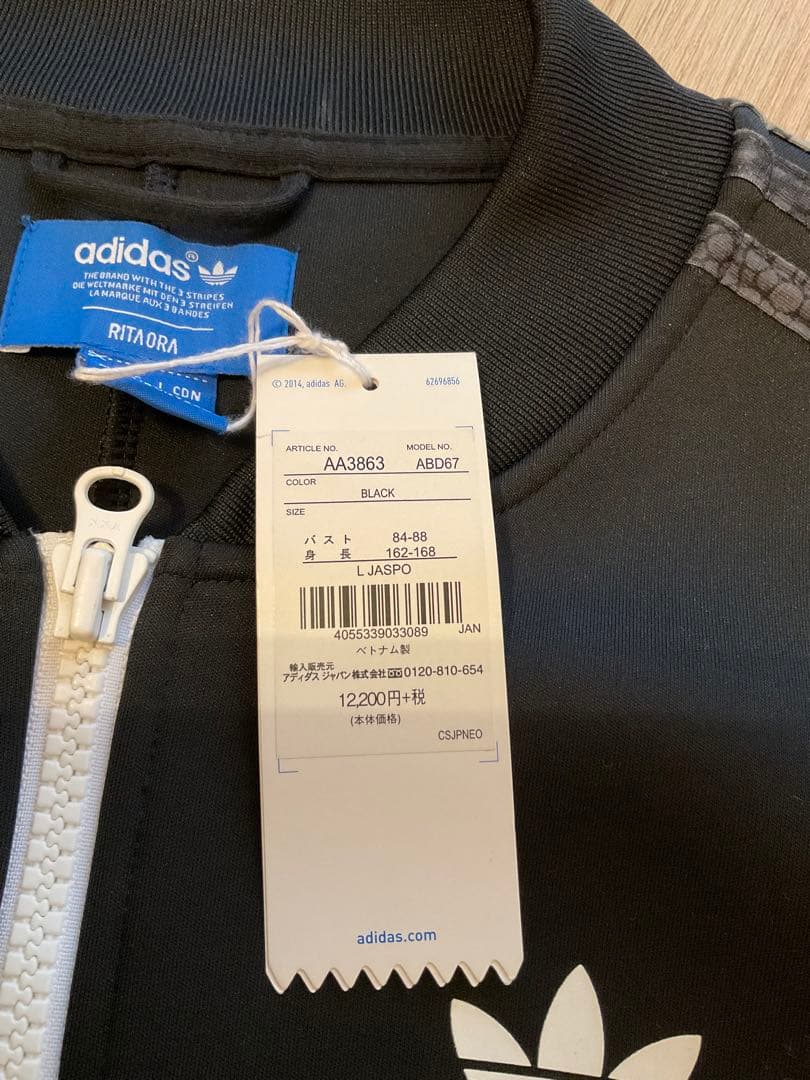 adidas®
THE BRAND WITH THE 3 STRIPES
DIE WELTMARKE MIT DEN 3 STREIFEN
LA MARQUE AUX 3 BANDES
RITA ORA
L CDN
© 2014, adidas AG.
62696856
ARTICLE NO. MODEL NO.
AA3863 ABD67
COLOR
BLACK
SIZE
バスト 84-88
身長 162-168
L JASPO
4055339033089 JAN
ベトナム製
輸入販売元
アディダス ジャパン株式会社 0120-810-654
12,200円+税
(本体価格)
CSJPNEO
adidas.com